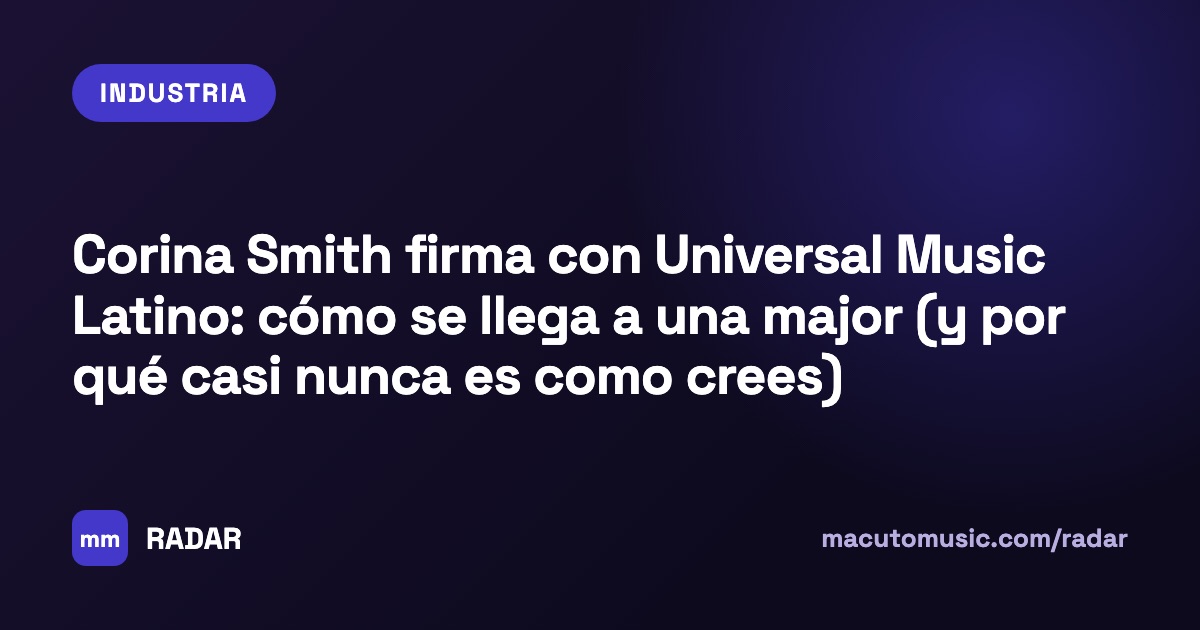 INDUSTRIA
Corina Smith firma con Universal Music
Latino: cómo se llega a una major (y por
qué casi nunca es como crees)
mm RADAR
macutomusic.com/radar